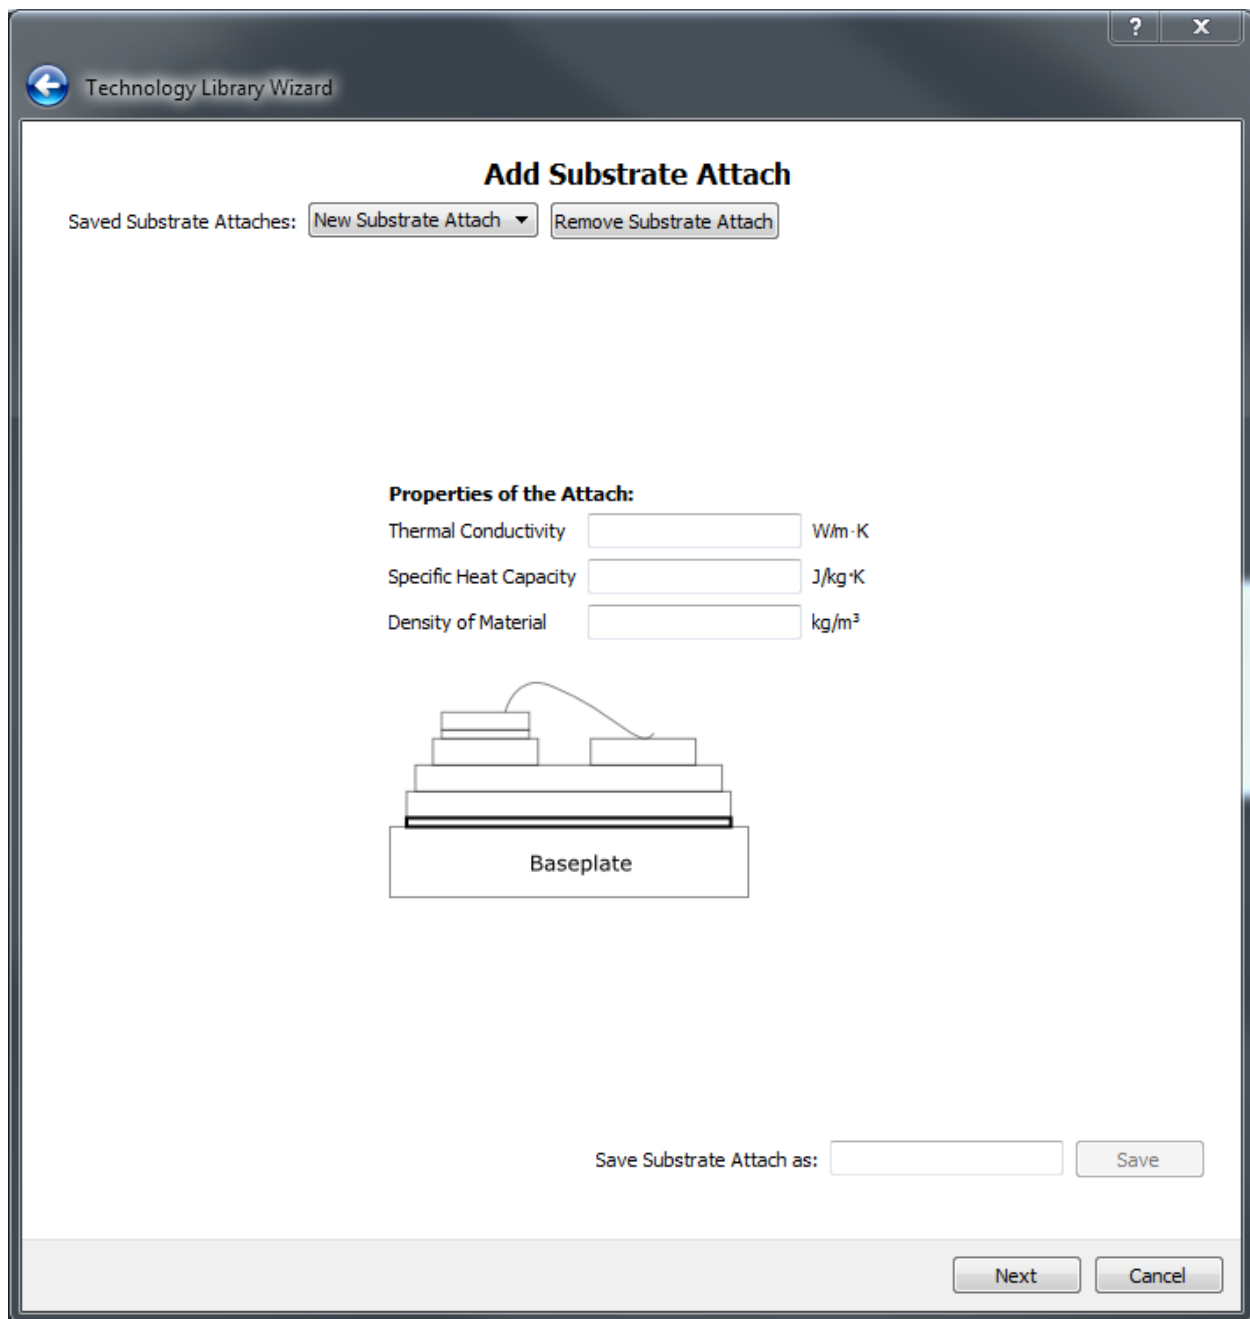 ? X
Technology Library Wizard
Add Substrate Attach
Saved Substrate Attaches: New Substrate Attach Remove Substrate Attach
Properties of the Attach:
Thermal Conductivity W/m·K
Specific Heat Capacity J/kg·K
Density of Material kg/m³
Baseplate
Save Substrate Attach as: Save
Next Cancel